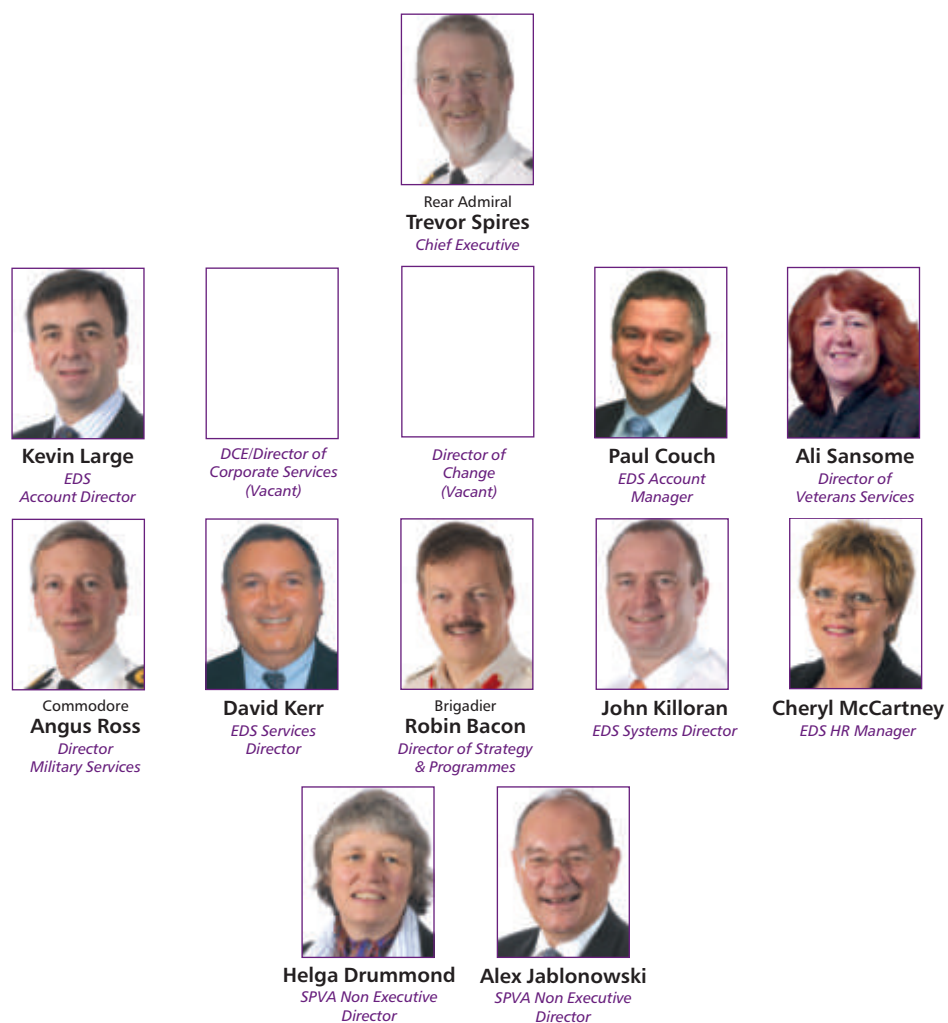 Rear Admiral
Trevor Spires
Chief Executive
Kevin Large
EDS
Account Director
DCE/Director of
Corporate Services
(Vacant)
Director of
Change
(Vacant)
Paul Couch
EDS Account
Manager
Ali Sansome
Director of
Veterans Services
Commodore
Angus Ross
Director
Military Services
David Kerr
EDS Services
Director
Brigadier
Robin Bacon
Director of Strategy
& Programmes
John Killoran
EDS Systems Director
Cheryl McCartney
EDS HR Manager
Helga Drummond
SPVA Non Executive
Director
Alex Jablonowski
SPVA Non Executive
Director